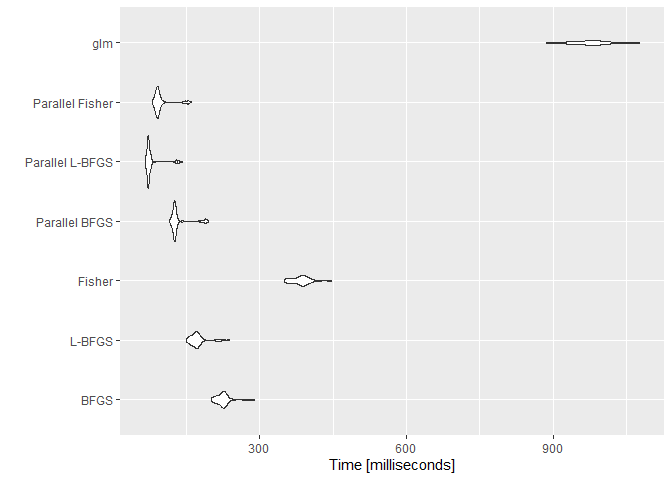 glm
Parallel Fisher
Parallel L-BFGS
Parallel BFGS
Fisher
L-BFGS
BFGS
300 600 900
Time [milliseconds]